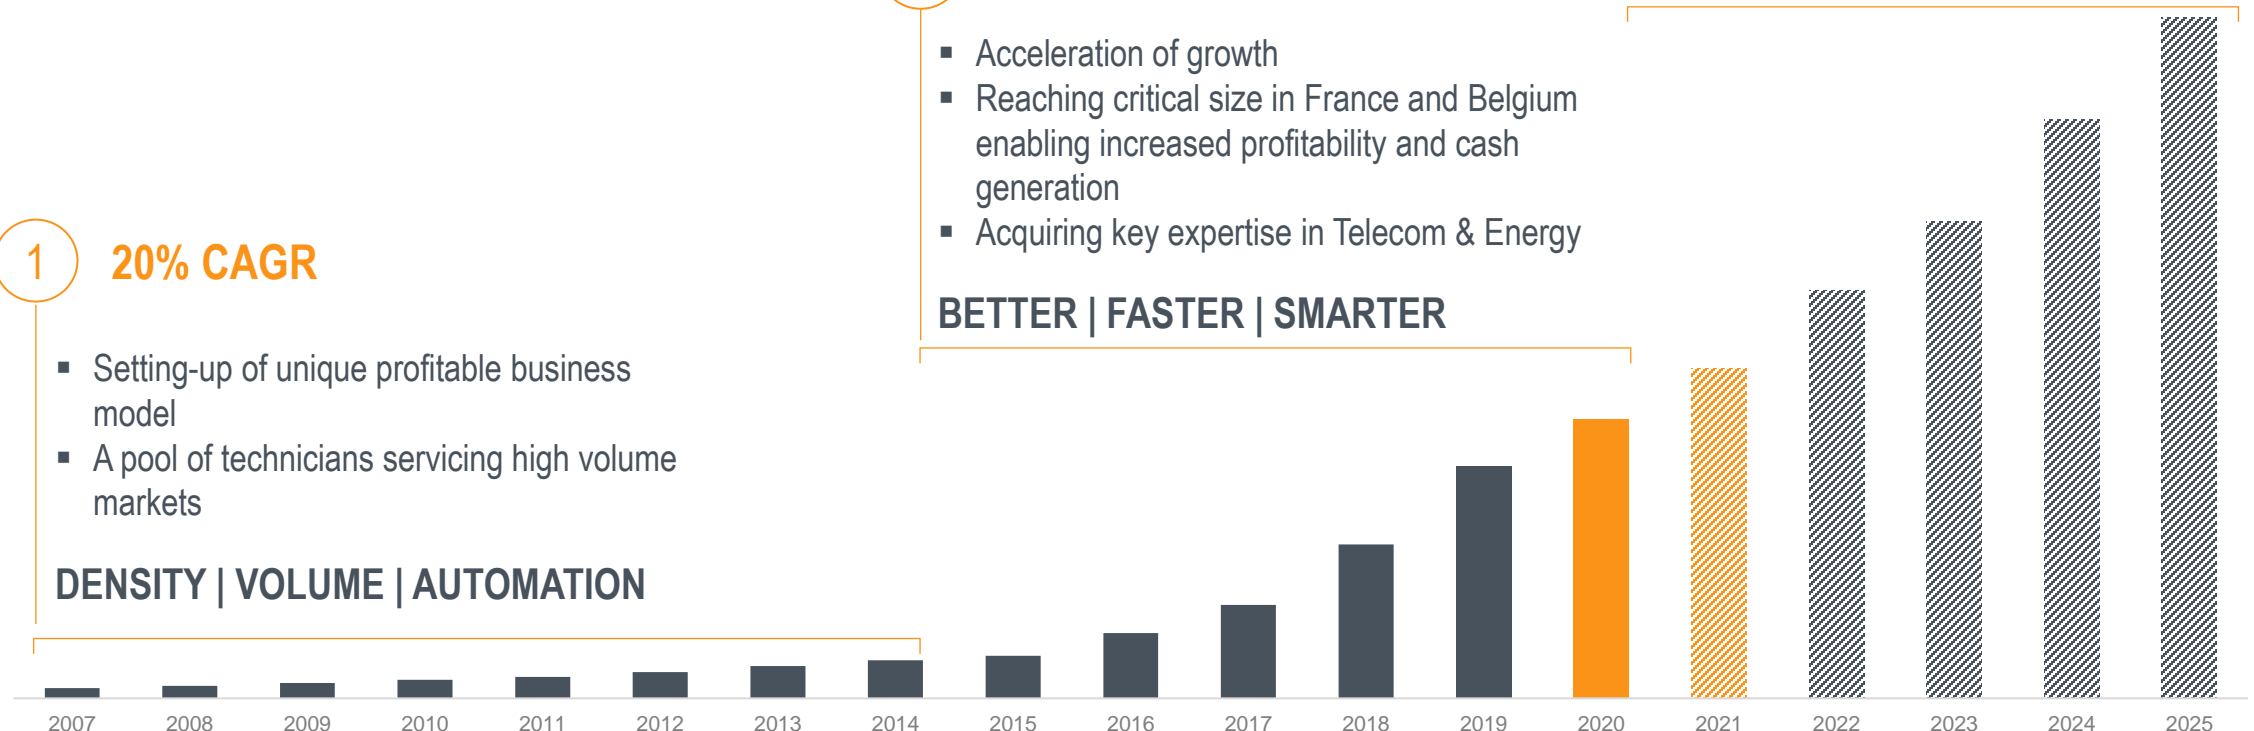 ▪ Acceleration of growth
▪ Reaching critical size in France and Belgium
enabling increased profitability and cash
generation
▪ Acquiring key expertise in Telecom & Energy
BETTER | FASTER | SMARTER
1
20% CAGR
▪ Setting-up of unique profitable business
model
▪ A pool of technicians servicing high volume
markets
DENSITY | VOLUME | AUTOMATION
2007 2008 2009 2010 2011 2012 2013 2014 2015 2016 2017 2018 2019 2020 2021 2022 2023 2024 2025